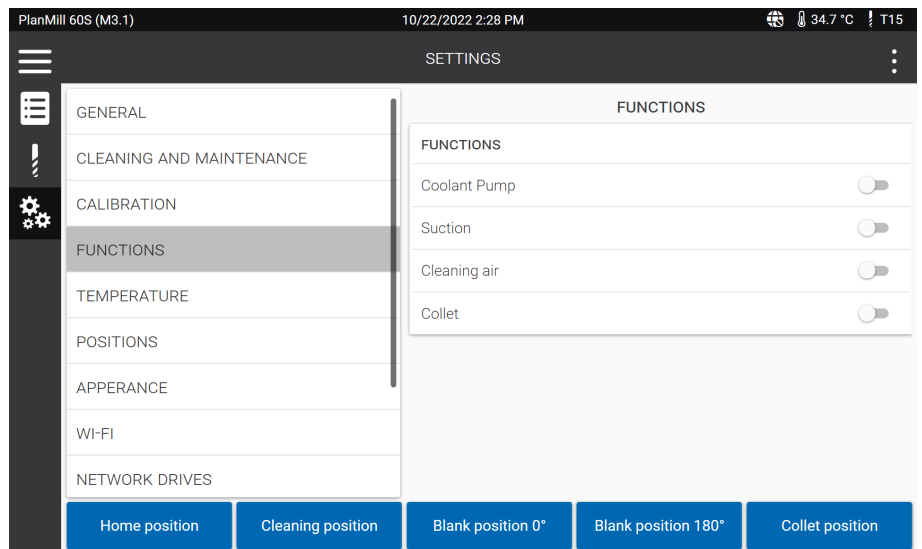 PlanMill 60S (M3.1) 10/22/2022 2:28 PM 34.7 °C T15
SETTINGS
GENERAL
CLEANING AND MAINTENANCE
CALIBRATION
FUNCTIONS
TEMPERATURE
POSITIONS
APPERANCE
WI-FI
NETWORK DRIVES
FUNCTIONS
FUNCTIONS
Coolant Pump
Suction
Cleaning air
Collet
Home position Cleaning position Blank position 0° Blank position 180° Collet position